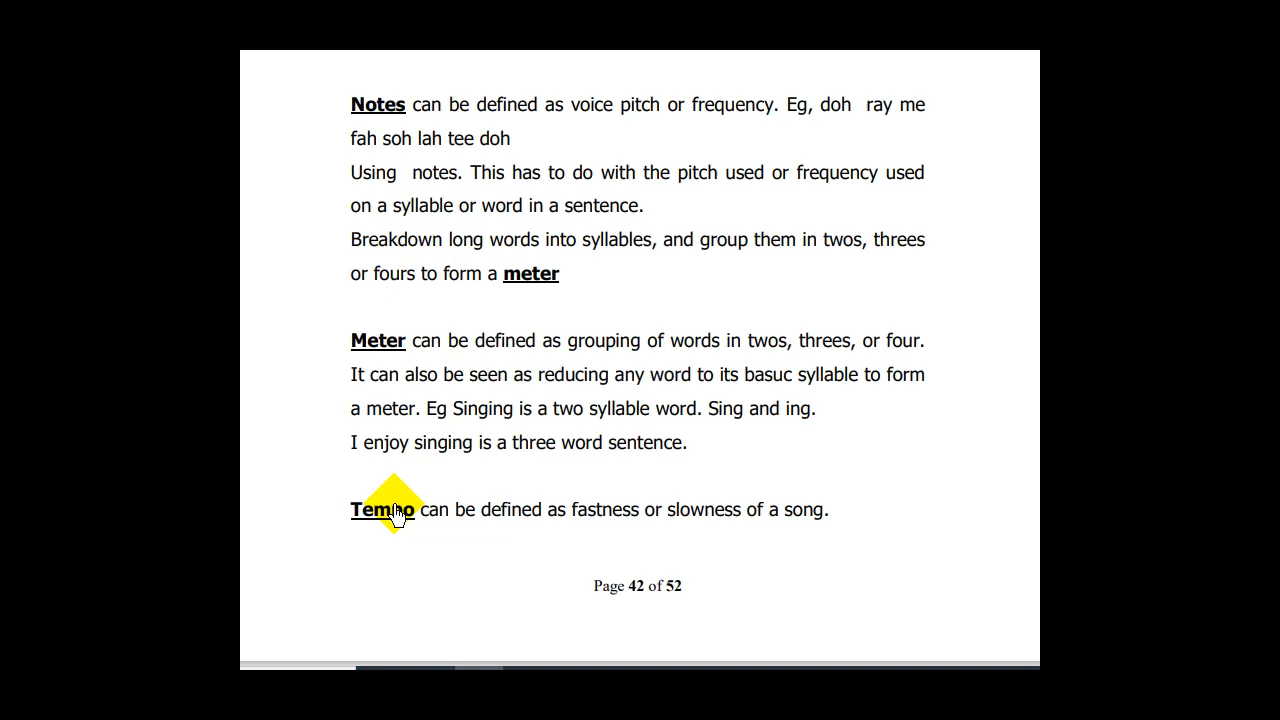 Notes can be defined as voice pitch or frequency. Eg, doh ray me
fah soh lah tee doh
Using notes. This has to do with the pitch used or frequency used
on a syllable or word in a sentence.
Breakdown long words into syllables, and group them in twos, threes
or fours to form a meter
Meter can be defined as grouping of words in twos, threes, or four.
It can also be seen as reducing any word to its basuc syllable to form
a meter. Eg Singing is a two syllable word. Sing and ing.
I enjoy singing is a three word sentence.
Tempo can be defined as fastness or slowness of a song.
Page 42 of 52